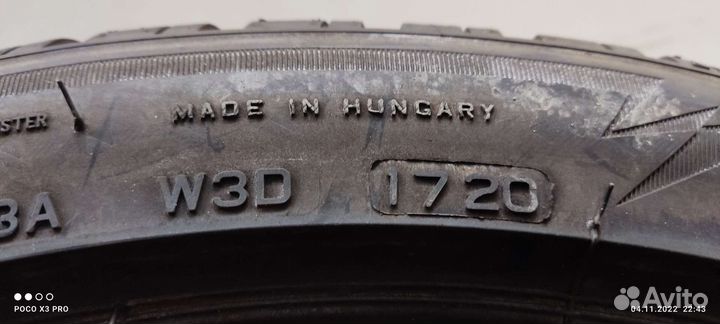 MADE IN HUNGARY
STER
3A W3D 1720
POCO X3 PRO
Avito
04.11.2022 22:43